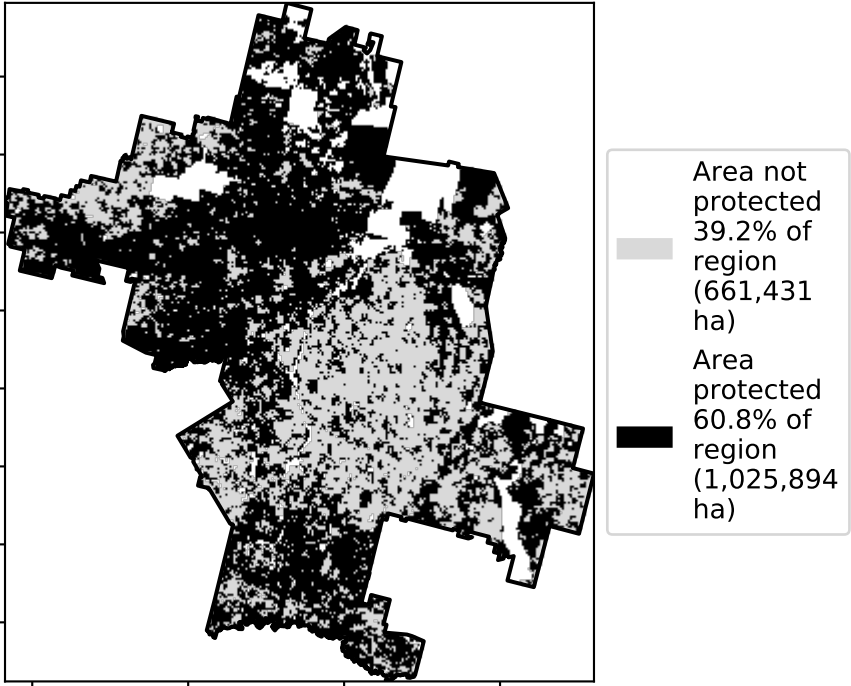 Area not
protected
39.2% of
region
(661,431
ha)
Area
protected
60.8% of
region
(1,025,894
ha)